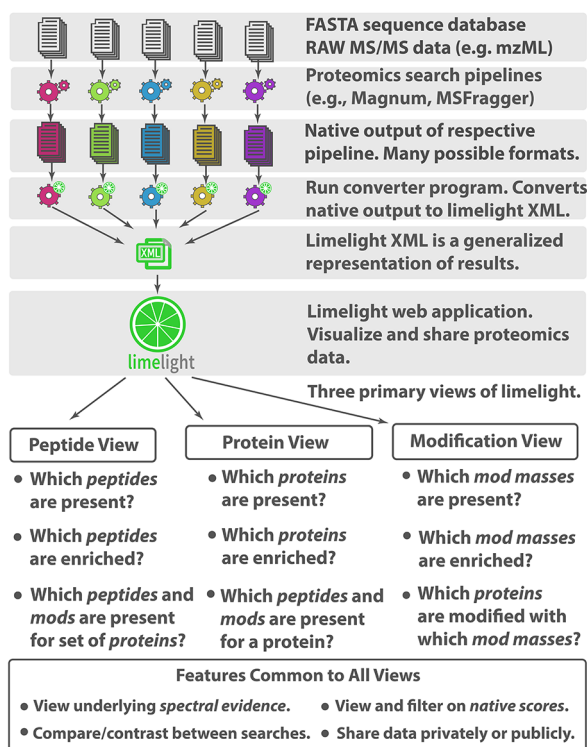 FASTA sequence database
RAW MS/MS data (e.g. mzML)
Proteomics search pipelines
(e.g., Magnum, MSFragger)
Native output of respective
pipeline. Many possible formats.
Run converter program. Converts
native output to limelight XML.
XML
Limelight XML is a generalized
representation of results.
limelight
Limelight web application.
Visualize and share proteomics
data.
Three primary views of limelight.
Peptide View
• Which peptides
are present?
• Which peptides
are enriched?
• Which peptides and
mods are present
for set of proteins?
Protein View
• Which proteins
are present?
• Which proteins
are enriched?
• Which peptides and
mods are present
for a protein?
Modification View
• Which mod masses
are present?
• Which mod masses
are enriched?
• Which proteins
are modified with
which mod masses?
Features Common to All Views
• View underlying spectral evidence.
• View and filter on native scores.
• Compare/contrast between searches.
• Share data privately or publicly.